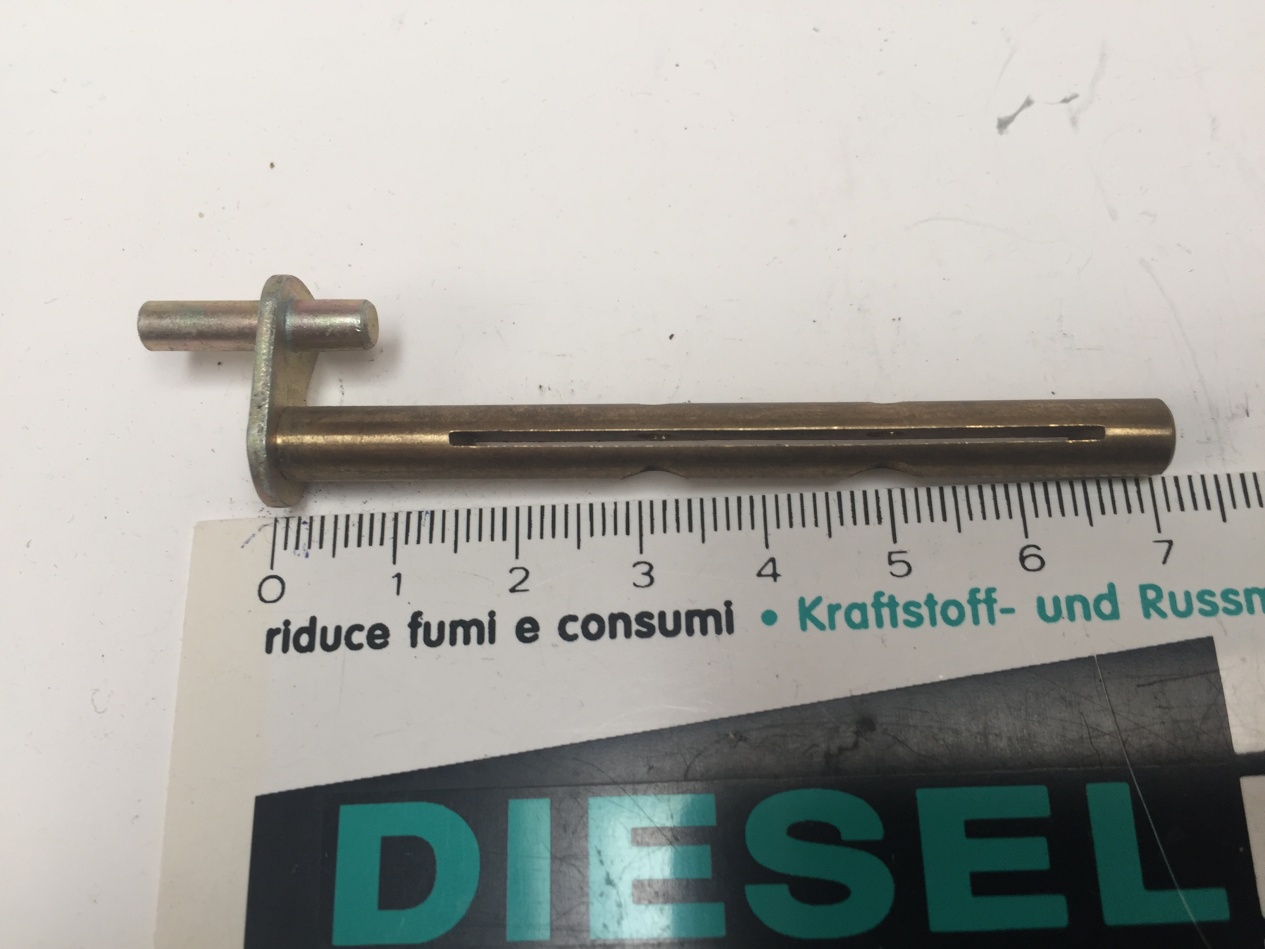 0 1 2 3 4 5 6 7
riduce fumi e consumi • Kraftstoff- und Russm
DIESEL